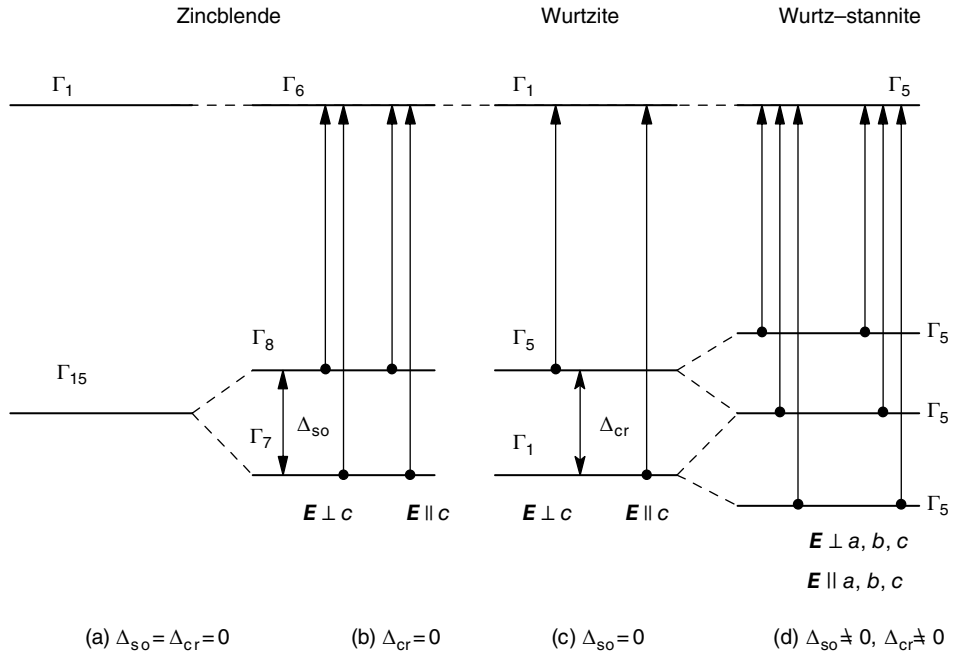 Zincblende Wurtzite Wurtz–stannite
Γ1 Γ6 Γ1 Γ5
Γ8 Γ5 Γ5
Γ15
Δso Δcr Γ5
Γ7 Γ1
Γ5
E ⊥ c E || c E ⊥ c E || c
E ⊥ a, b, c
E || a, b, c
(a) Δso = Δcr = 0 (b) Δcr = 0 (c) Δso = 0 (d) Δso ≠ 0, Δcr ≠ 0